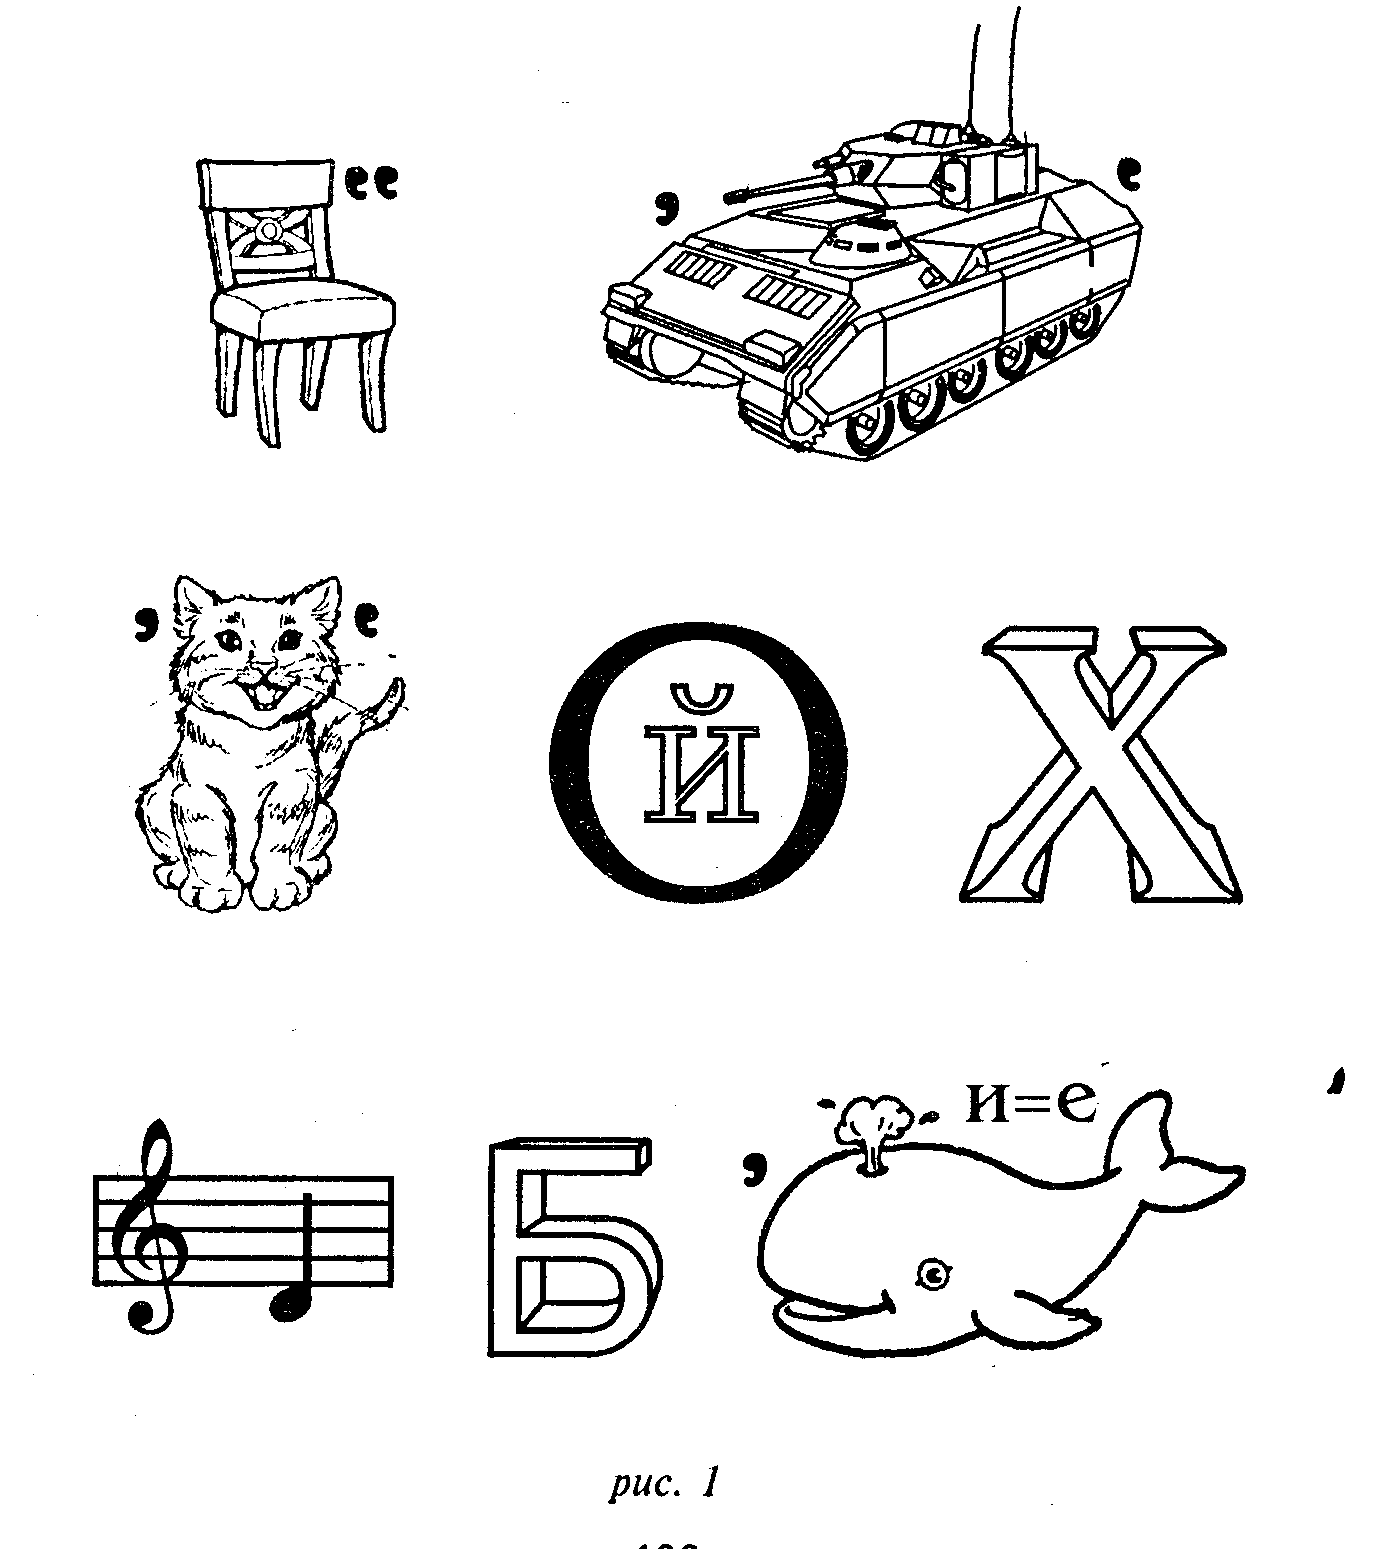 ,, , ,
, , Й О Х
Б , и=е
рис. 1